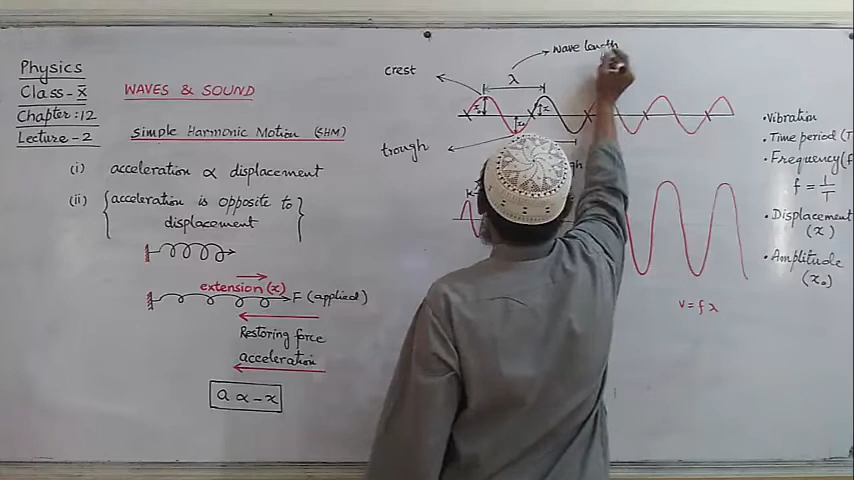 Physics
Class-X
Chapter:12
Lecture-2
WAVES & SOUND
Simple Harmonic Motion (SHM)
(i) acceleration ∝ displacement
(ii) {acceleration is opposite to
displacement}
extension (x)
F (applied)
Restoring force
acceleration
a ∝ -x
crest
wave length
λ
trough
v = f λ
• Vibration
• Time period (T
• Frequency (f
f = 1/T
• Displacement
(x)
• Amplitude
(x₀)